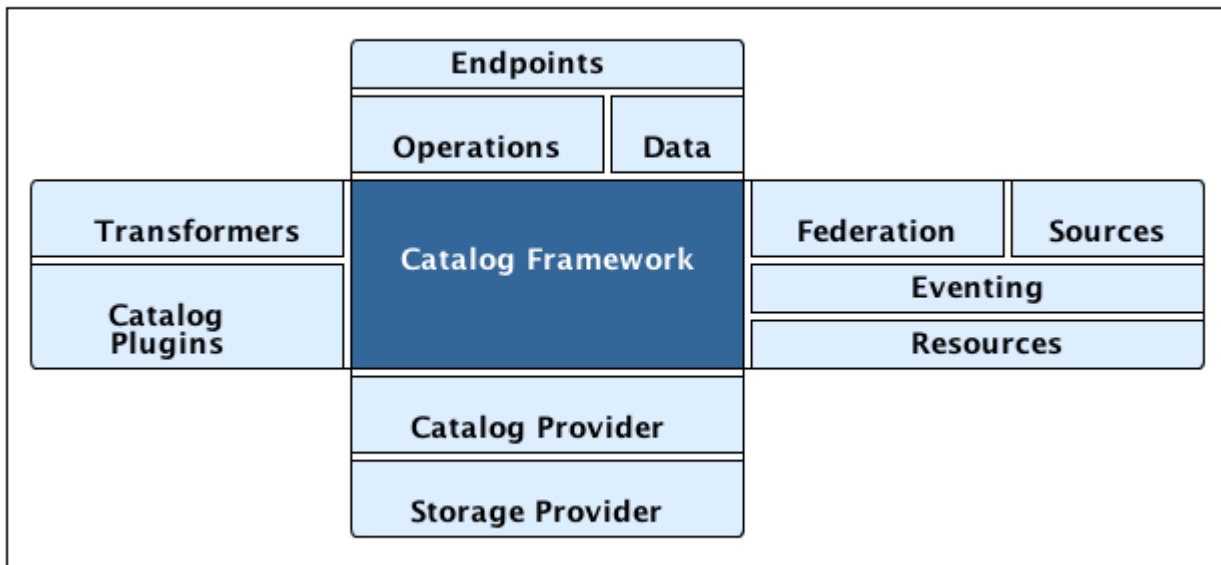 Endpoints
Operations
Data
Transformers
Catalog Framework
Federation
Sources
Catalog
Plugins
Eventing
Resources
Catalog Provider
Storage Provider